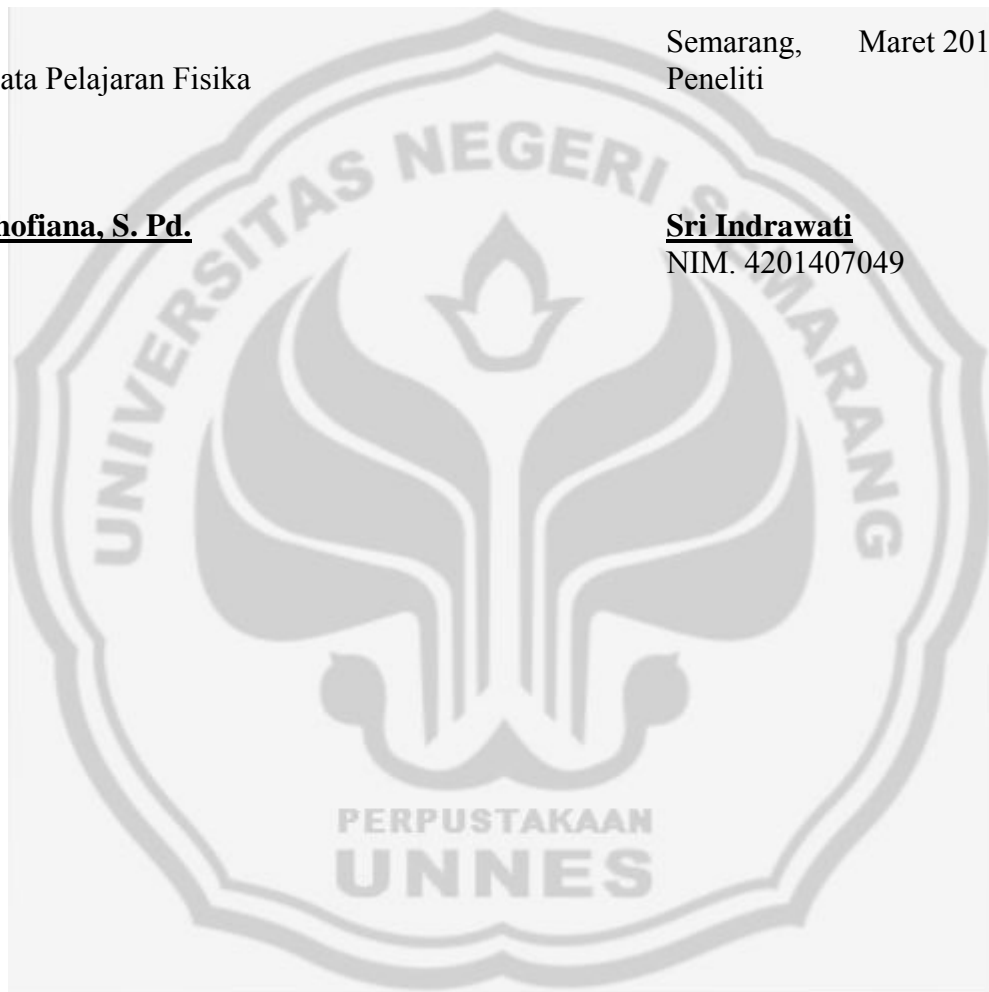 Semarang, Maret 201
ata Pelajaran Fisika Peneliti
nofiana, S. Pd. Sri Indrawati
NIM. 4201407049
UNIVERSITAS NEGERI SEMARANG
PERPUSTAKAAN
UNNES